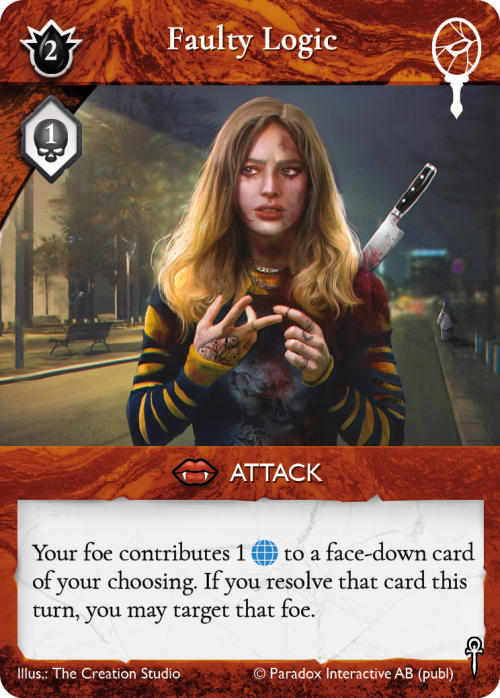 Faulty Logic
2
1
ATTACK
Your foe contributes 1 to a face-down card
of your choosing. If you resolve that card this
turn, you may target that foe.
Illus.: The Creation Studio © Paradox Interactive AB (publ)